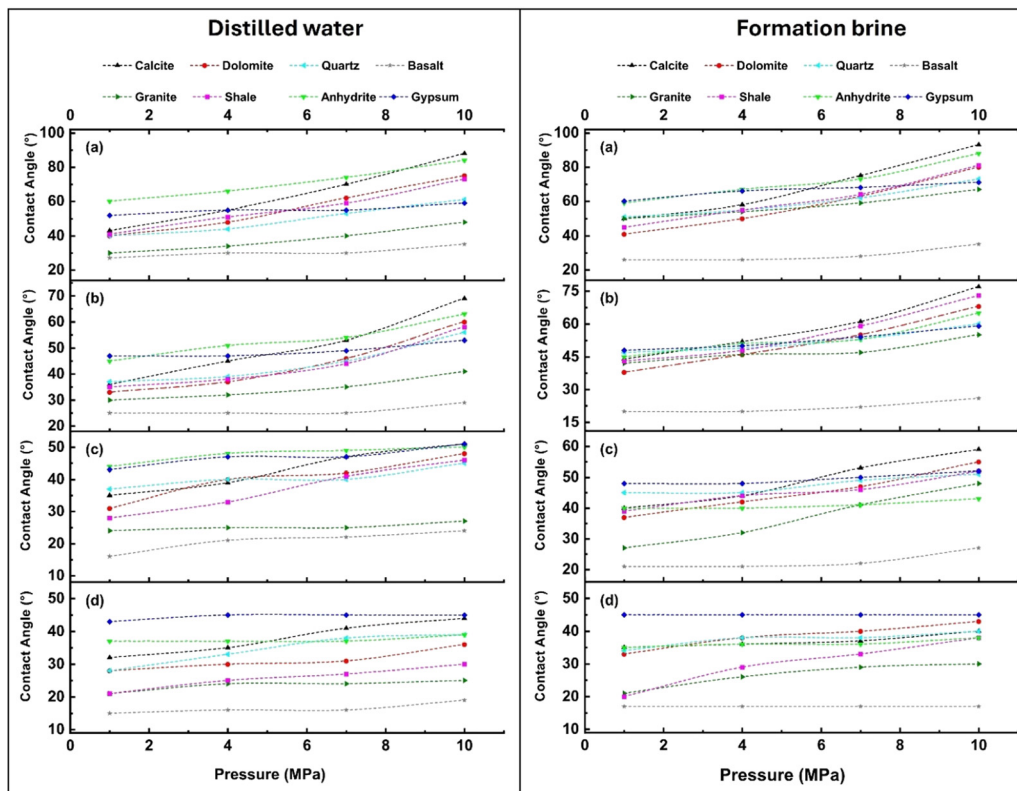 Distilled water
Calcite Dolomite Quartz Basalt
Granite Shale Anhydrite Gypsum
0 2 4 6 8 10
(a)
Contact Angle (°)
100
80
60
40
20
(b)
Contact Angle (°)
70
60
50
40
30
20
(c)
Contact Angle (°)
50
40
30
20
10
(d)
Contact Angle (°)
50
40
30
20
10
0 2 4 6 8 10
Pressure (MPa)
Formation brine
Calcite Dolomite Quartz Basalt
Granite Shale Anhydrite Gypsum
0 2 4 6 8 10
(a)
Contact Angle (°)
100
80
60
40
20
(b)
Contact Angle (°)
75
60
45
30
15
(c)
Contact Angle (°)
60
50
40
30
20
(d)
Contact Angle (°)
50
40
30
20
10
0 2 4 6 8 10
Pressure (MPa)